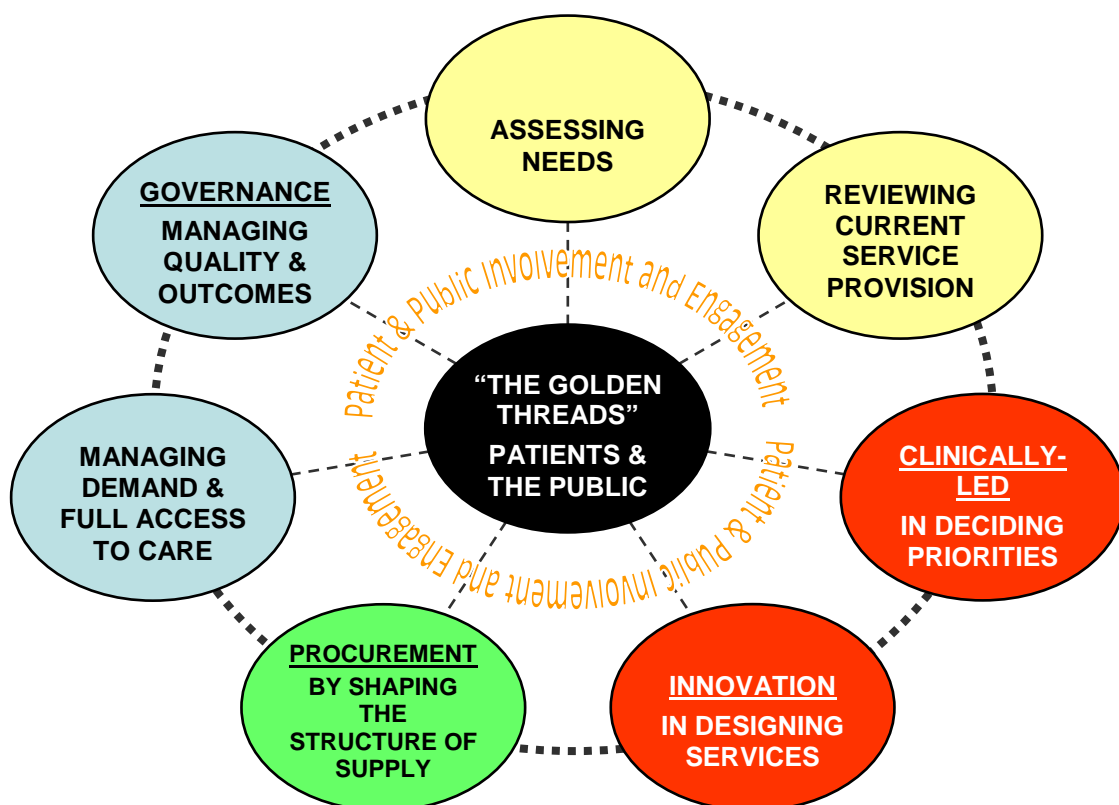 ASSESSING
NEEDS
REVIEWING
CURRENT
SERVICE
PROVISION
CLINICALLY-
LED
IN DECIDING
PRIORITIES
INNOVATION
IN DESIGNING
SERVICES
PROCUREMENT
BY SHAPING
THE
STRUCTURE OF
SUPPLY
MANAGING
DEMAND &
FULL ACCESS
TO CARE
GOVERNANCE
MANAGING
QUALITY &
OUTCOMES
Patient & Public Involvement and Engagement
Patient & Public Involvement and Engagement
“THE GOLDEN
THREADS”
PATIENTS &
THE PUBLIC